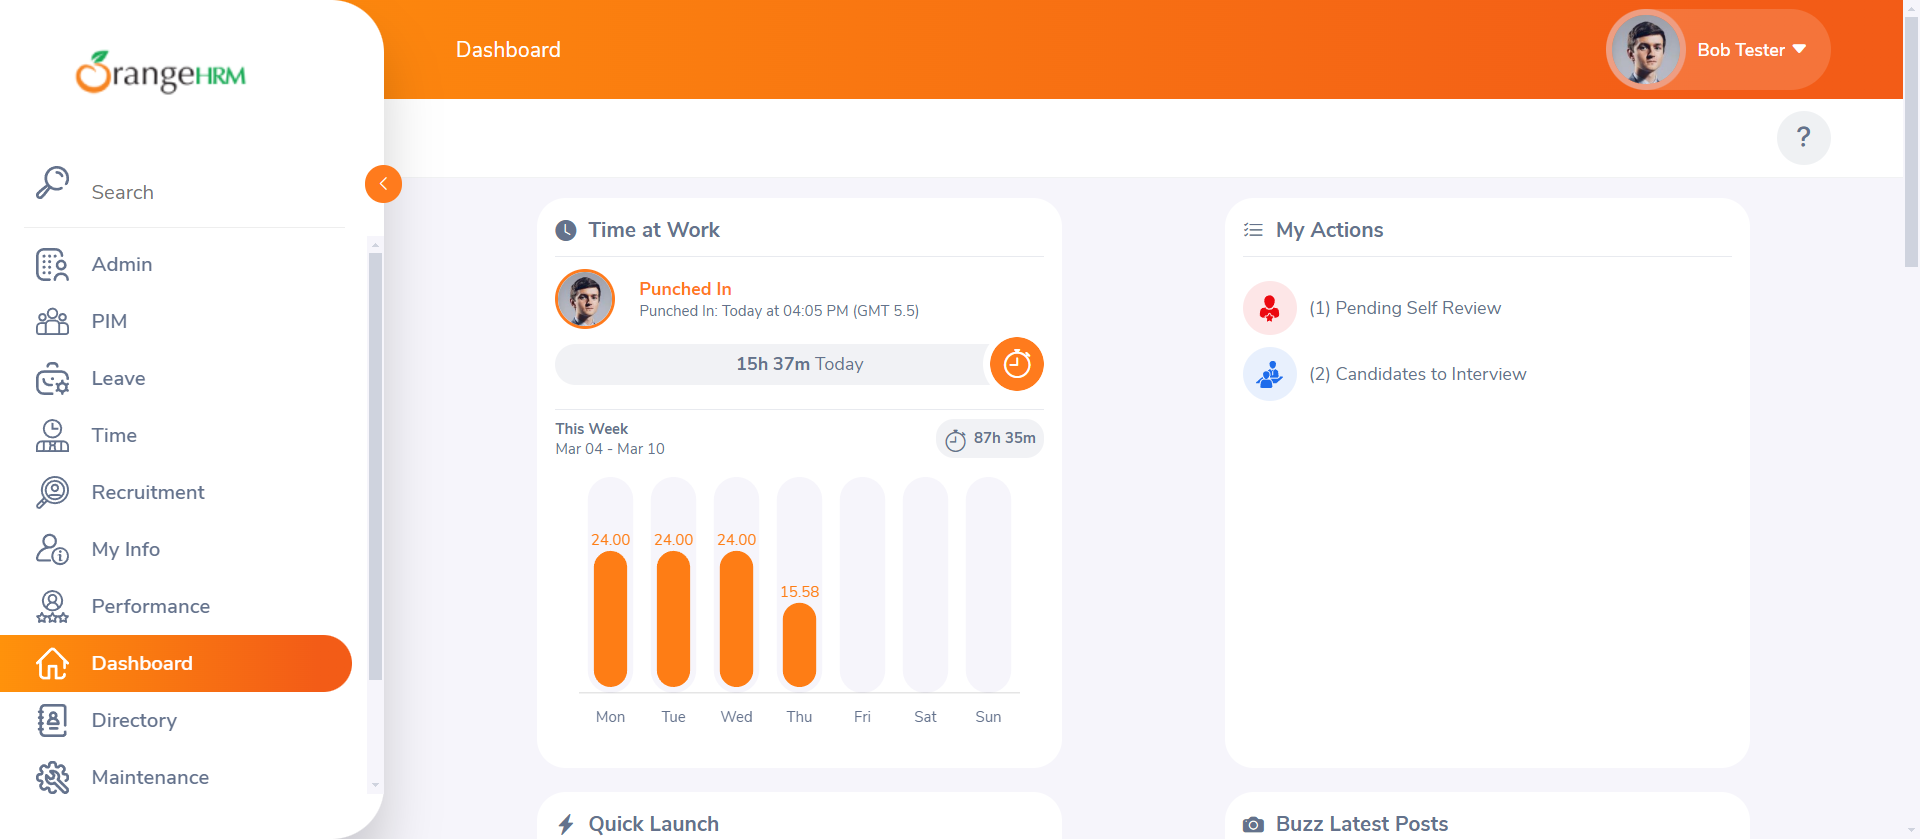 OrangeHRM
Search
Admin
PIM
Leave
Time
Recruitment
My Info
Performance
Dashboard
Directory
Maintenance
Dashboard
Bob Tester
?
Time at Work
Punched In
Punched In: Today at 04:05 PM (GMT 5.5)
15h 37m Today
This Week
Mar 04 - Mar 10
87h 35m
24.00 24.00 24.00
15.58
Mon Tue Wed Thu Fri Sat Sun
My Actions
(1) Pending Self Review
(2) Candidates to Interview
Quick Launch
Buzz Latest Posts